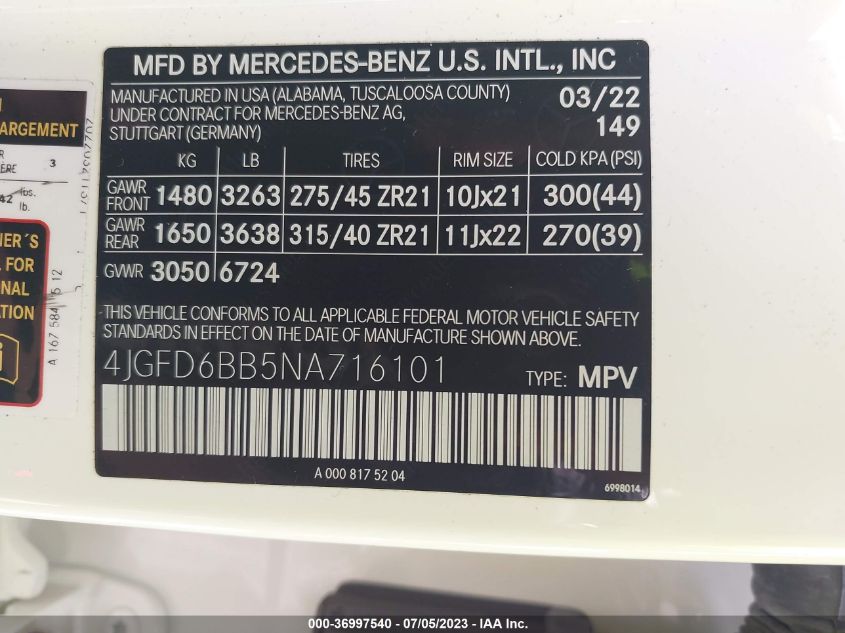 MFD BY MERCEDES-BENZ U.S. INTL., INC
MANUFACTURED IN USA (ALABAMA, TUSCALOOSA COUNTY) 03/22
UNDER CONTRACT FOR MERCEDES-BENZ AG,
STUTTGART (GERMANY) 149
KG LB TIRES RIM SIZE COLD KPA (PSI)
GAWR FRONT 1480 3263 275/45 ZR21 10Jx21 300(44)
GAWR REAR 1650 3638 315/40 ZR21 11Jx22 270(39)
GVWR 3050 6724
THIS VEHICLE CONFORMS TO ALL APPLICABLE FEDERAL MOTOR VEHICLE SAFETY
STANDARDS IN EFFECT ON THE DATE OF MANUFACTURE SHOWN ABOVE.
4JGFD6BB5NA716101 TYPE: MPV
A 000 817 52 04
6998014
ARGEMENT
3
lbs.
lb.
NER´S
L FOR
NAL
ATION
A 167 584 5 12
000-36997540 - 07/05/2023 - IAA Inc.